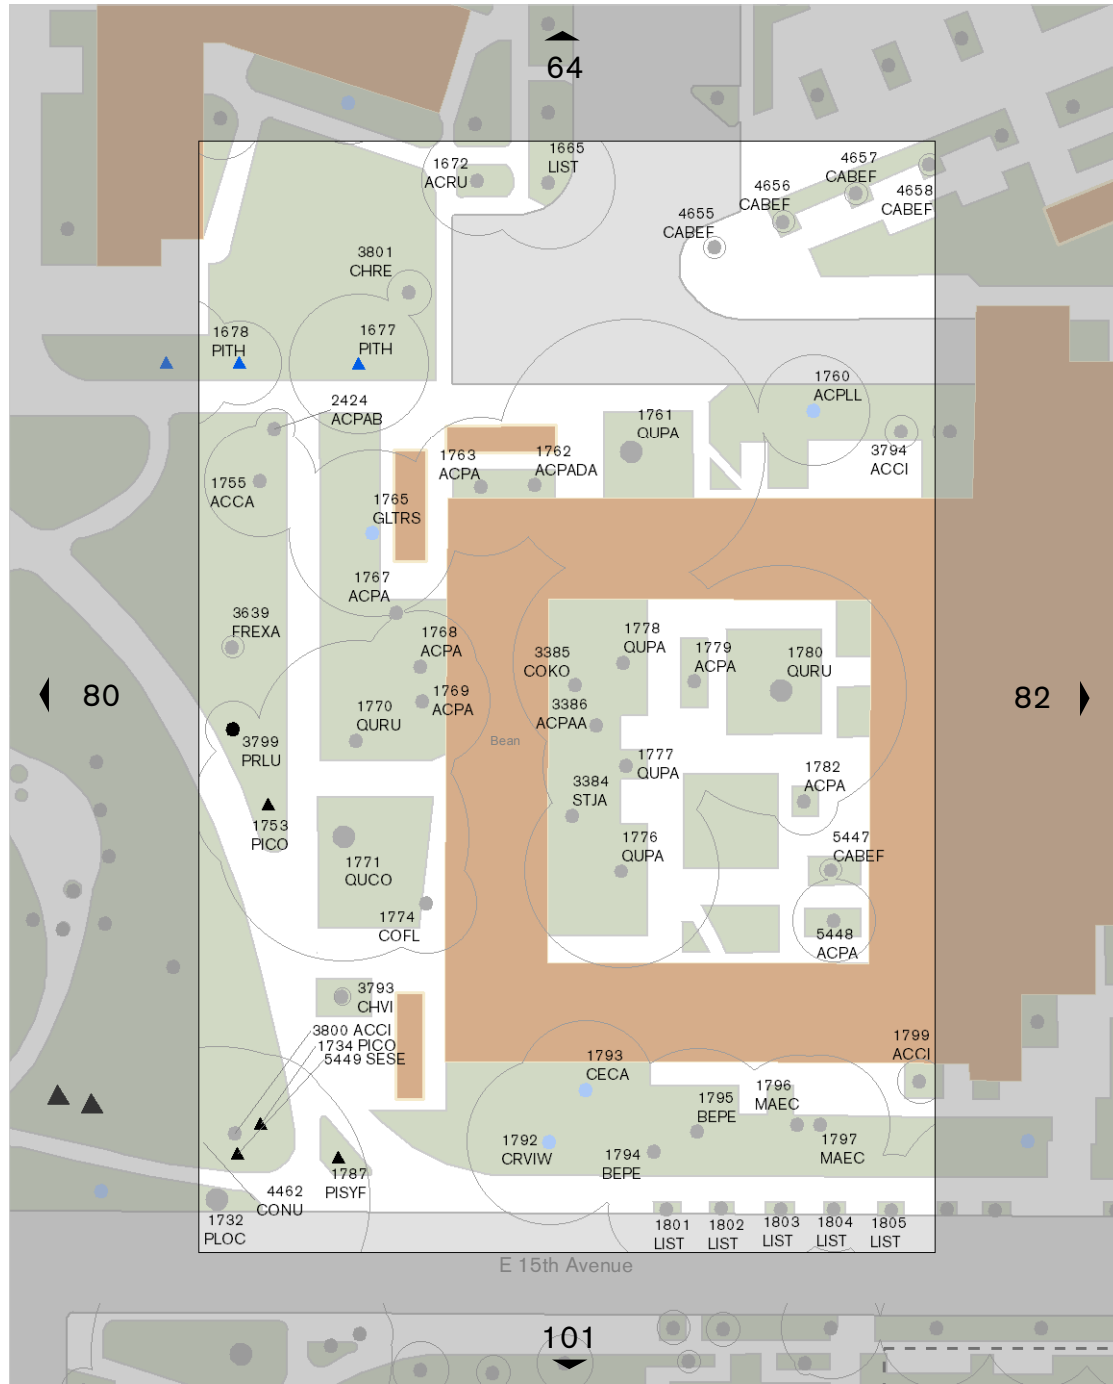 64
1672
ACRU
1665
LIST
4657
CABEF
4656
CABEF
4658
CABEF
4655
CABEF
3801
CHRE
1678
PITH
1677
PITH
2424
ACPAB
1760
ACPLL
1761
QUPA
1763
ACPA
1762
ACPADA
3794
ACCI
1755
ACCA
1765
GLTRS
1767
ACPA
3639
FREXA
1768
ACPA
1778
QUPA
3385
COKO
1779
ACPA
1780
QURU
80
82
1769
ACPA
1770
QURU
3386
ACPAA
Bean
3799
PRLU
1777
QUPA
3384
STJA
1782
ACPA
1753
PICO
1776
QUPA
5447
CABEF
1771
QUCO
1774
COFL
5448
ACPA
3793
CHVI
3800 ACCI
1734 PICO
5449 SESE
1799
ACCI
1793
CECA
1796
MAEC
1795
BEPE
1792
CRVIW
1794
BEPE
1797
MAEC
1787
PISYF
4462
CONU
1732
PLOC
1801
LIST
1802
LIST
1803
LIST
1804
LIST
1805
LIST
E 15th Avenue
101